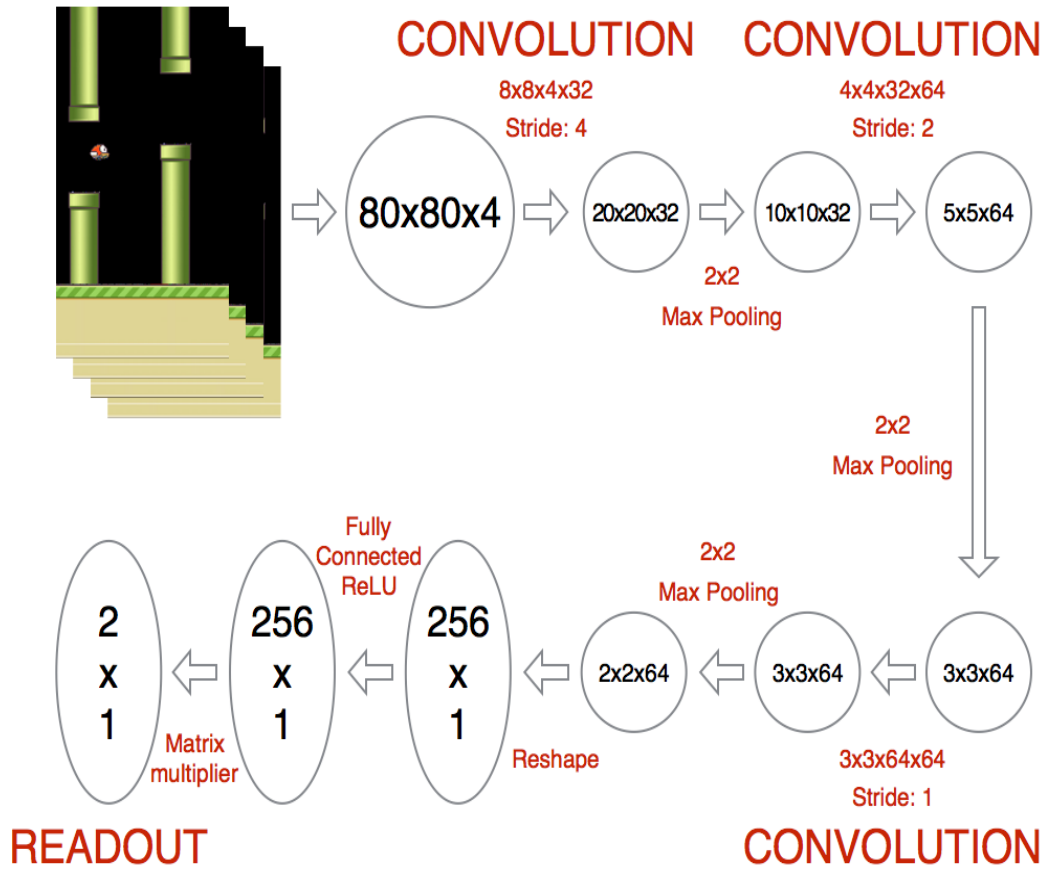 CONVOLUTION
8x8x4x32
Stride: 4
CONVOLUTION
4x4x32x64
Stride: 2
80x80x4
20x20x32
10x10x32
5x5x64
2x2
Max Pooling
2x2
Max Pooling
2x2
Max Pooling
3x3x64
3x3x64
2x2x64
3x3x64x64
Stride: 1
CONVOLUTION
Reshape
256
x
1
Fully
Connected
ReLU
256
x
1
Matrix
multiplier
2
x
1
READOUT